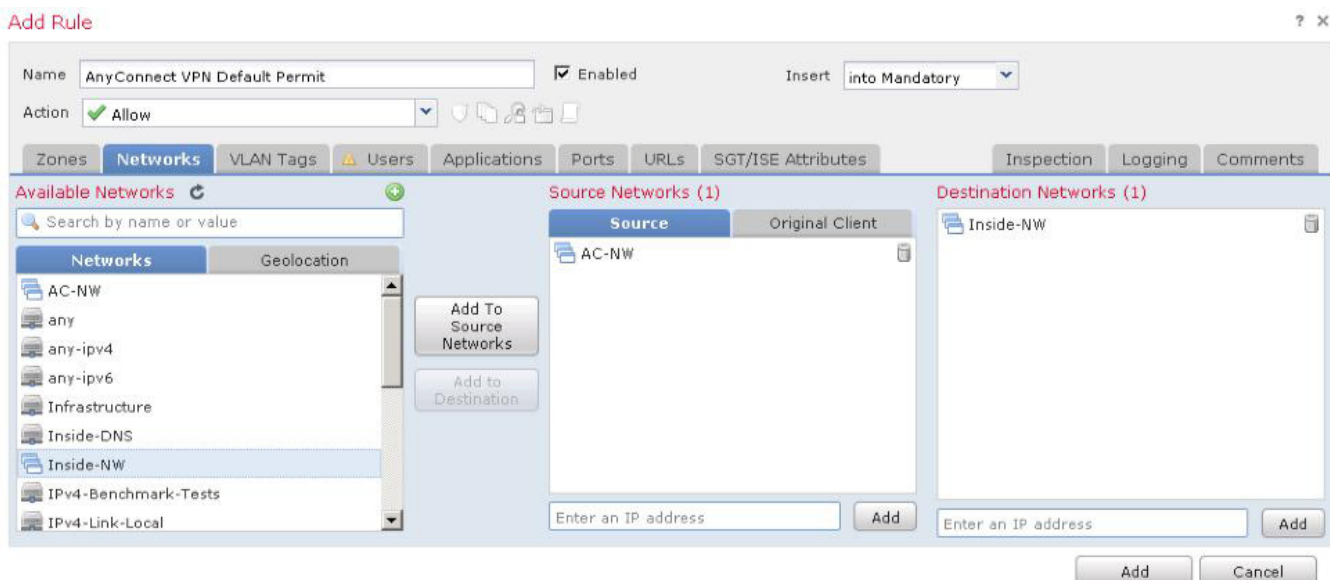 Add Rule
? X
Name AnyConnect VPN Default Permit Enabled Insert into Mandatory
Action Allow
Zones Networks VLAN Tags Users Applications Ports URLs SGT/ISE Attributes Inspection Logging Comments
Available Networks
Search by name or value
Networks Geolocation
AC-NW
any
any-ipv4
any-ipv6
Infrastructure
Inside-DNS
Inside-NW
IPv4-Benchmark-Tests
IPv4-Link-Local
Add To
Source
Networks
Add to
Destination
Source Networks (1)
Source Original Client
AC-NW
Enter an IP address Add
Destination Networks (1)
Inside-NW
Enter an IP address Add
Add Cancel